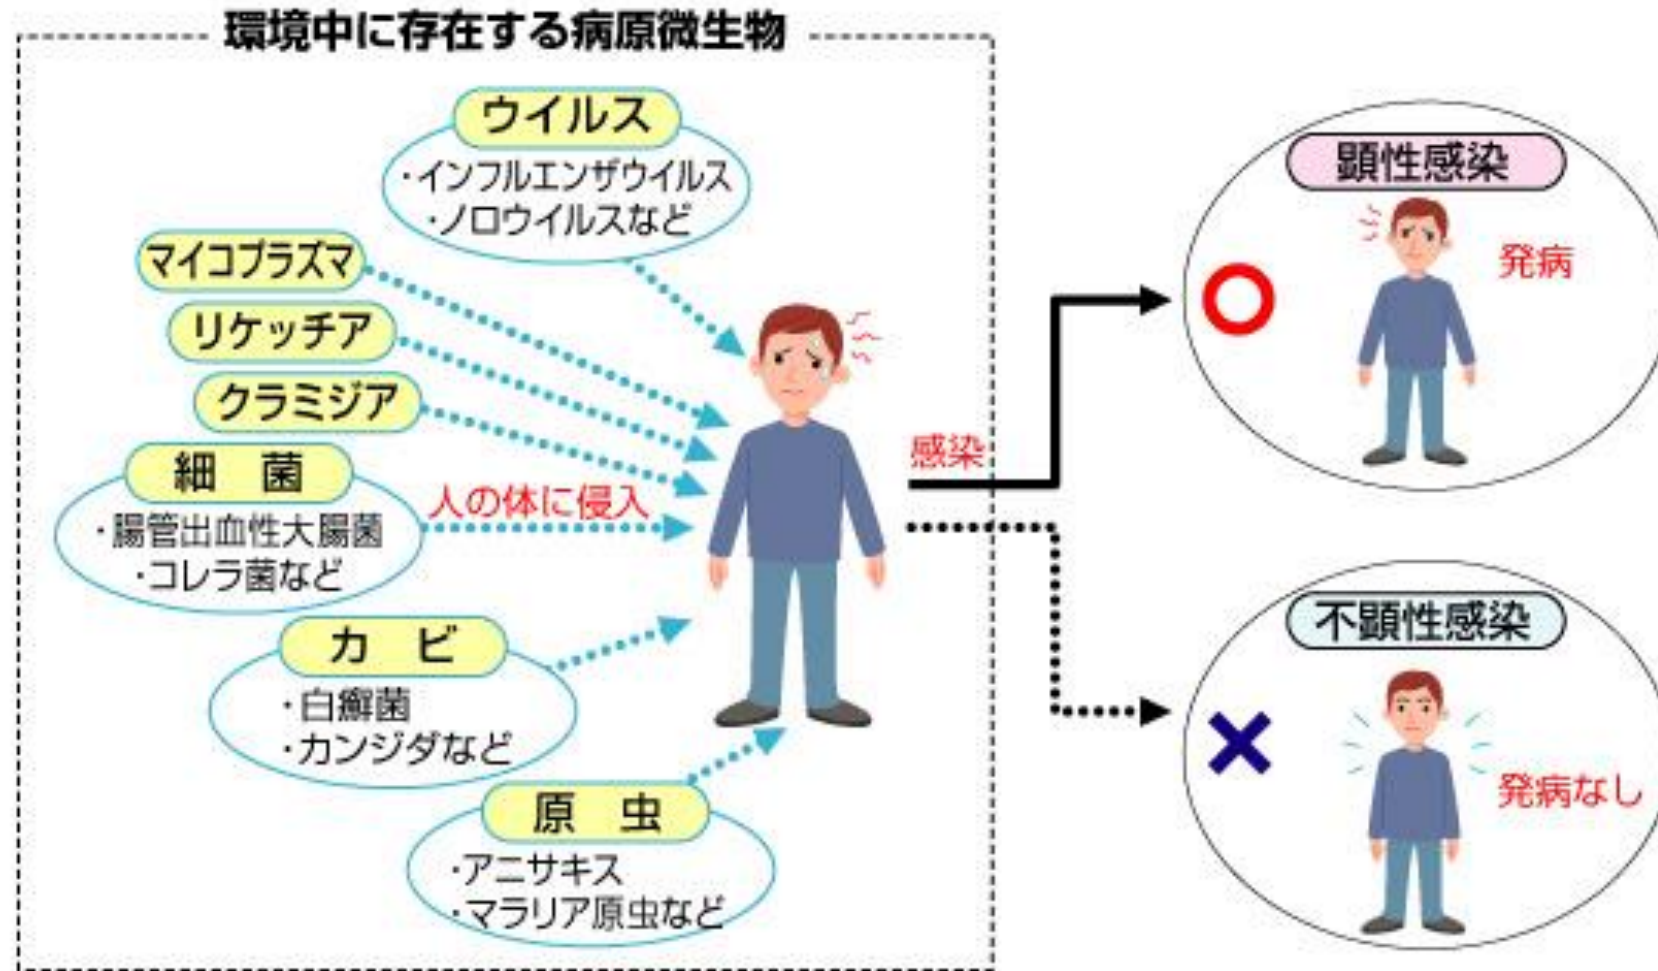 環境中に存在する病原微生物
ウイルス
・インフルエンザウイルス
・ノロウイルスなど
マイコプラズマ
リケッチア
クラミジア
細 菌
・腸管出血性大腸菌
・コレラ菌など
人の体に侵入
カ ビ
・白癬菌
・カンジダなど
原 虫
・アニサキス
・マラリア原虫など
感染
顕性感染
発病
不顕性感染
発病なし